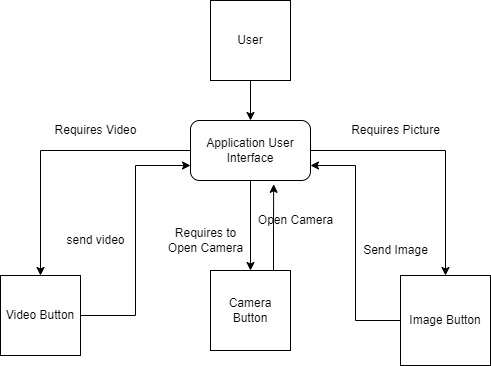 User
Requires Video
Application User
Interface
Requires Picture
send video
Requires to
Open Camera
Open Camera
Send Image
Video Button
Camera
Button
Image Button